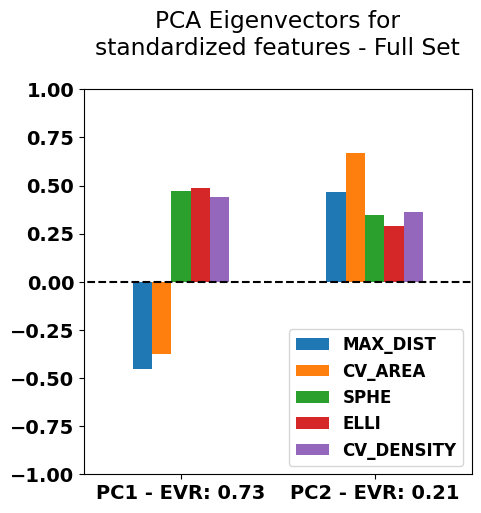 PCA Eigenvectors for
standardized features - Full Set
1.00
0.75
0.50
0.25
0.00
−0.25
−0.50
−0.75
−1.00
MAX_DIST
CV_AREA
SPHE
ELLI
CV_DENSITY
PC1 - EVR: 0.73
PC2 - EVR: 0.21